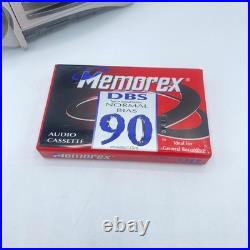 Memorex
DBS
NORMAL
BIAS
90
AUDIO
CASSETTE
Ideal for
General Recording